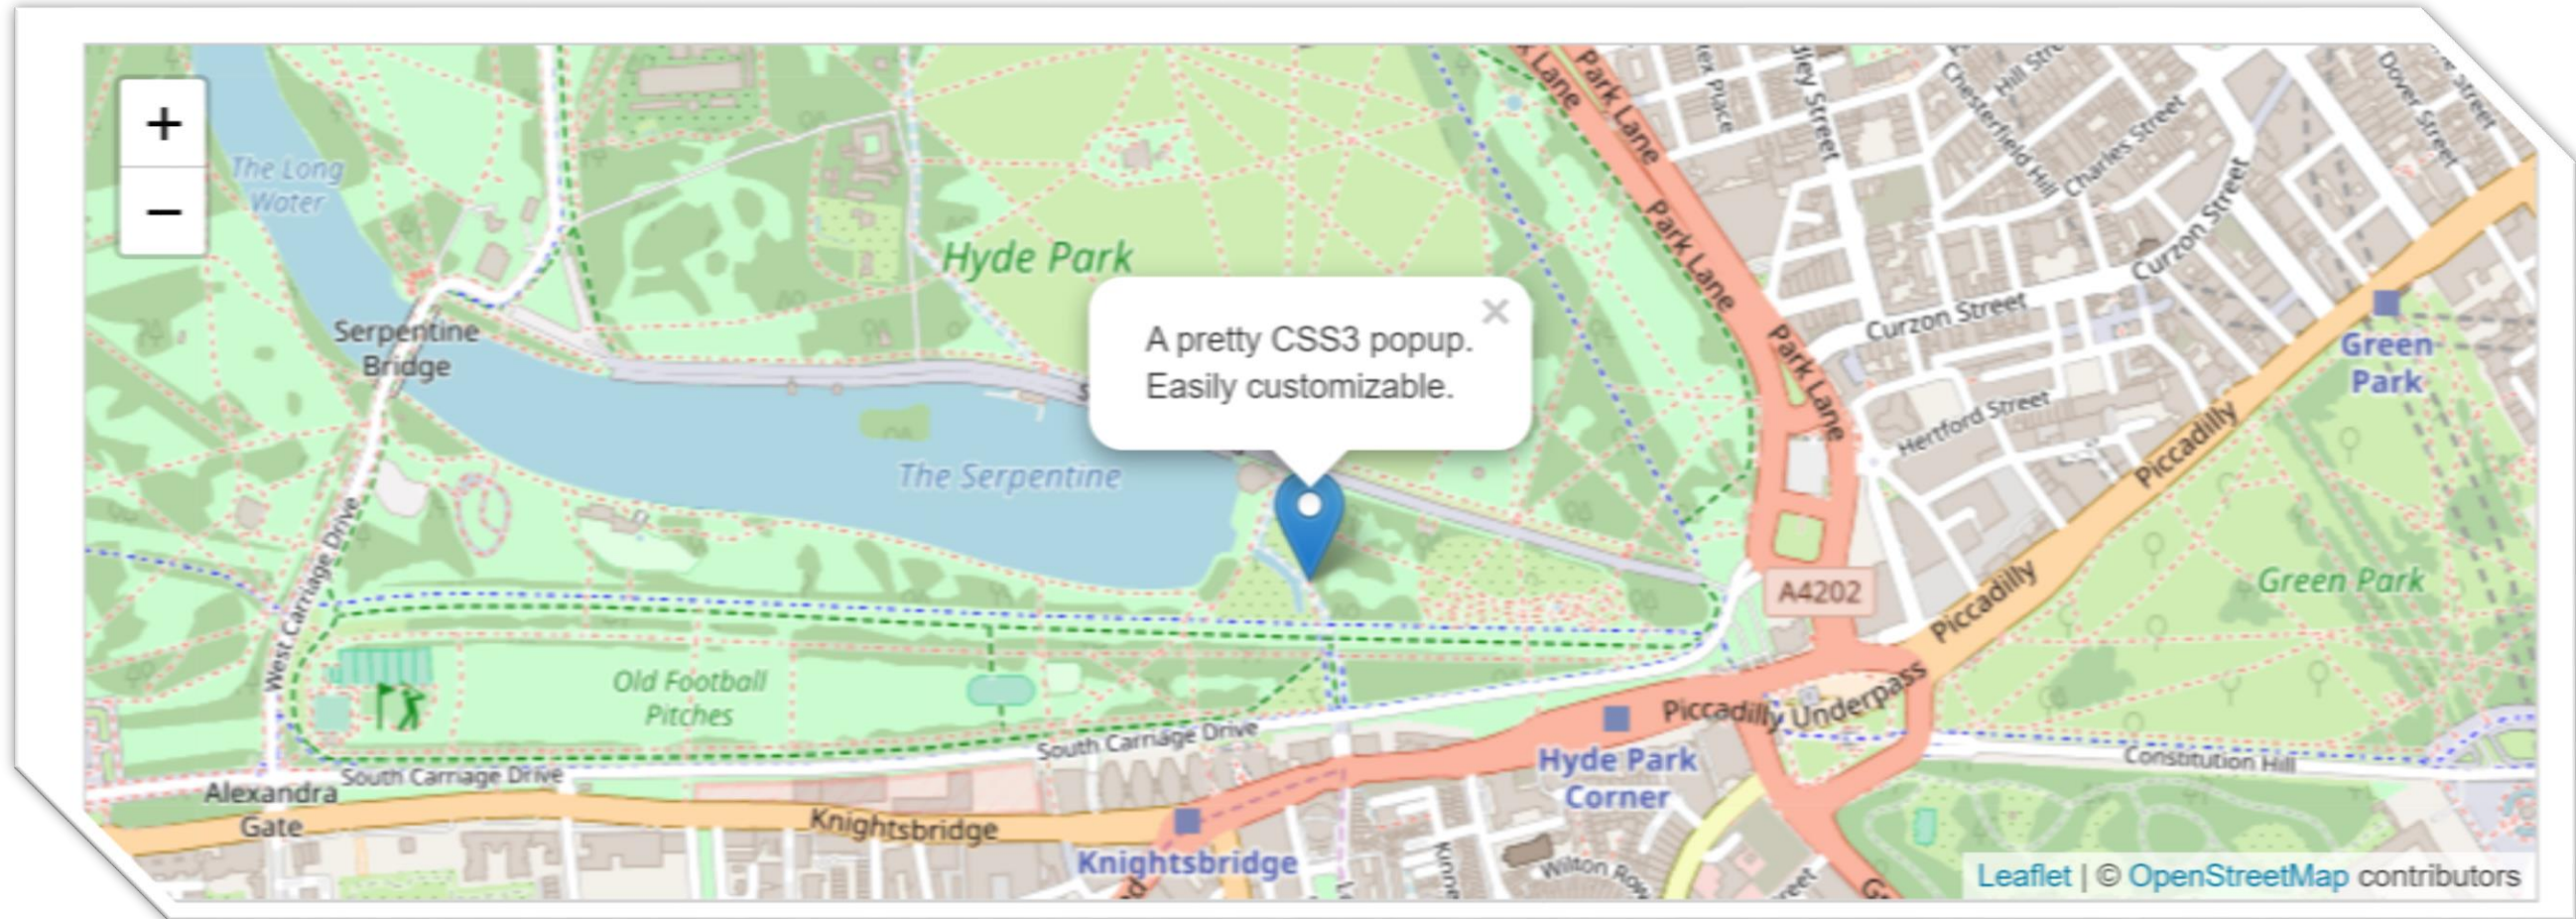 +
−
The Long
Water
Serpentine
Bridge
Hyde Park
A pretty CSS3 popup.
Easily customizable.
×
The Serpentine
Old Football
Pitches
West Carriage Drive
South Carriage Drive
South Carriage Drive
Alexandra
Gate
Knightsbridge
Knightsbridge
Hyde Park
Corner
Piccadilly Underpass
A4202
Park Lane
Lane
Park Lane
Park Lane
Place
Street
Chesterfield Hill
Hill
Charles Street
Curzon Street
Curzon Street
Hertford Street
Dover Street
Street
Piccadilly
Piccadilly
Green
Park
Green Park
Constitution Hill
Wilton Row
Leaflet | © OpenStreetMap contributors